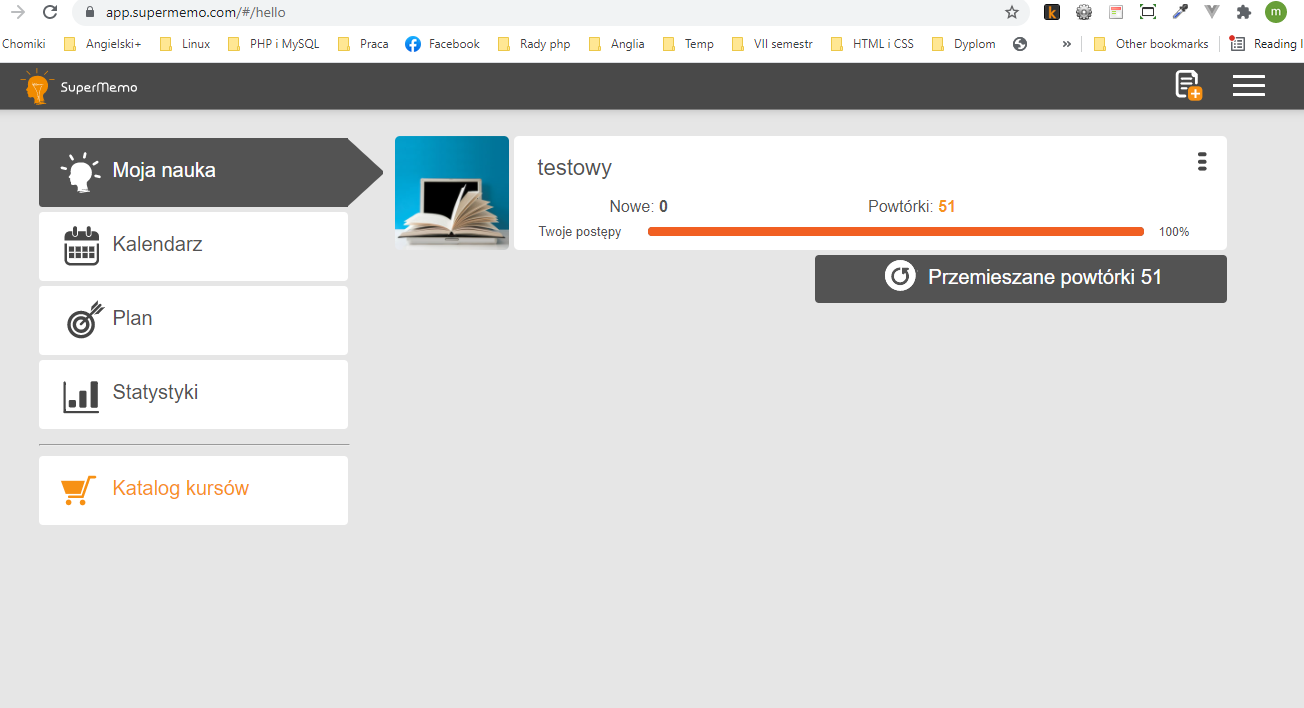 app.supermemo.com/#/hello
m
Chomiki Angielski+ Linux PHP i MySQL Praca Facebook Rady php Anglia Temp VII semestr HTML i CSS Dyplom » Other bookmarks Reading l
SuperMemo
Moja nauka
Kalendarz
Plan
Statystyki
Katalog kursów
testowy
Nowe: 0 Powtórki: 51
Twoje postępy 100%
Przemieszane powtórki 51